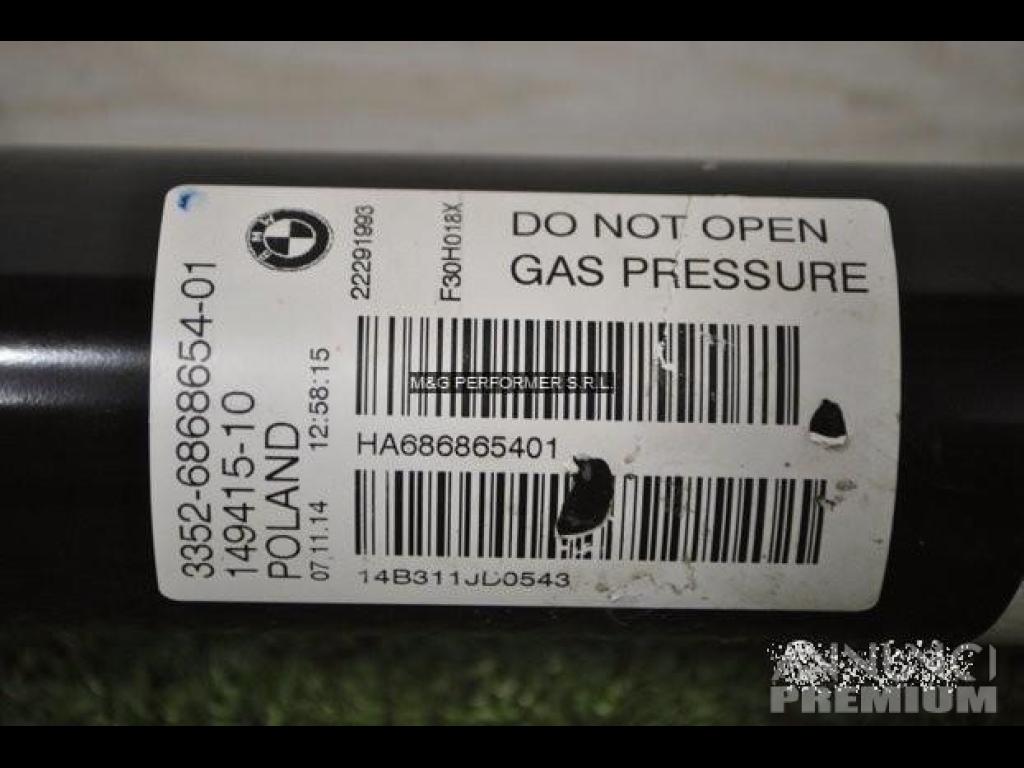 BMW
3352-6868654-01
149415-10
POLAND
07.11.14 12:58:15
22291993
F30H018X
DO NOT OPEN
GAS PRESSURE
M&G PERFORMER S.R.L.
HA686865401
14B311JD0543
PREMIUM